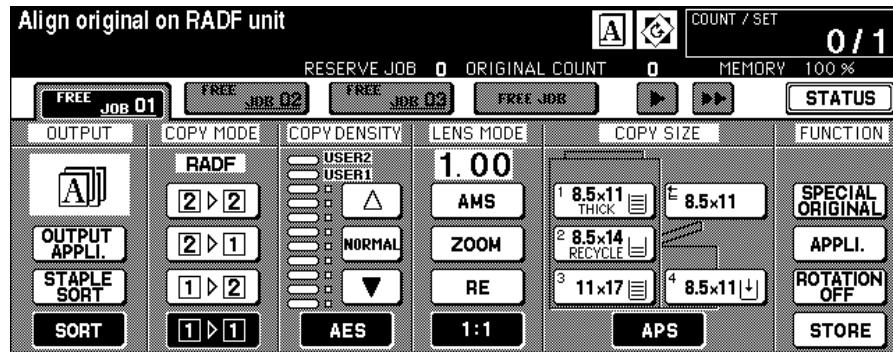 Align original on RADF unit
A
COUNT / SET
0 / 1
RESERVE JOB 0 ORIGINAL COUNT 0 MEMORY 100 %
FREE JOB 01
FREE JOB 02
FREE JOB 03
FREE JOB
STATUS
OUTPUT COPY MODE COPY DENSITY LENS MODE COPY SIZE FUNCTION
A
OUTPUT APPLI.
STAPLE SORT
SORT
RADF
2 ▷ 2
2 ▷ 1
1 ▷ 2
1 ▷ 1
USER2
USER1
NORMAL
AES
1.00
AMS
ZOOM
RE
1:1
1 8.5x11
THICK
8.5x11
2 8.5x14
RECYCLE
3 11x17
4 8.5x11
APS
SPECIAL ORIGINAL
APPLI.
ROTATION OFF
STORE